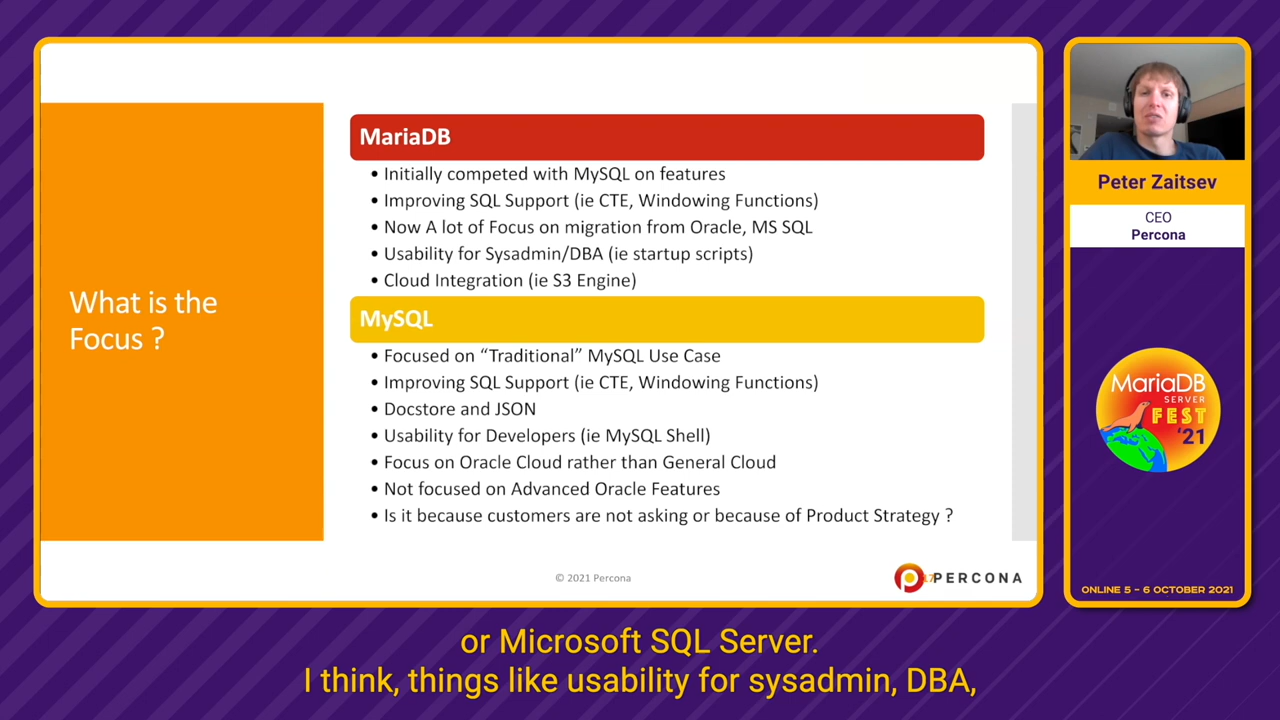 What is the
Focus ?
MariaDB
• Initially competed with MySQL on features
• Improving SQL Support (ie CTE, Windowing Functions)
• Now A lot of Focus on migration from Oracle, MS SQL
• Usability for Sysadmin/DBA (ie startup scripts)
• Cloud Integration (ie S3 Engine)
MySQL
• Focused on “Traditional” MySQL Use Case
• Improving SQL Support (ie CTE, Windowing Functions)
• Docstore and JSON
• Usability for Developers (ie MySQL Shell)
• Focus on Oracle Cloud rather than General Cloud
• Not focused on Advanced Oracle Features
• Is it because customers are not asking or because of Product Strategy ?
© 2021 Percona
17
PERCONA
Peter Zaitsev
CEO
Percona
MariaDB
SERVER
FEST
'21
ONLINE 5 – 6 OCTOBER 2021
or Microsoft SQL Server.
I think, things like usability for sysadmin, DBA,